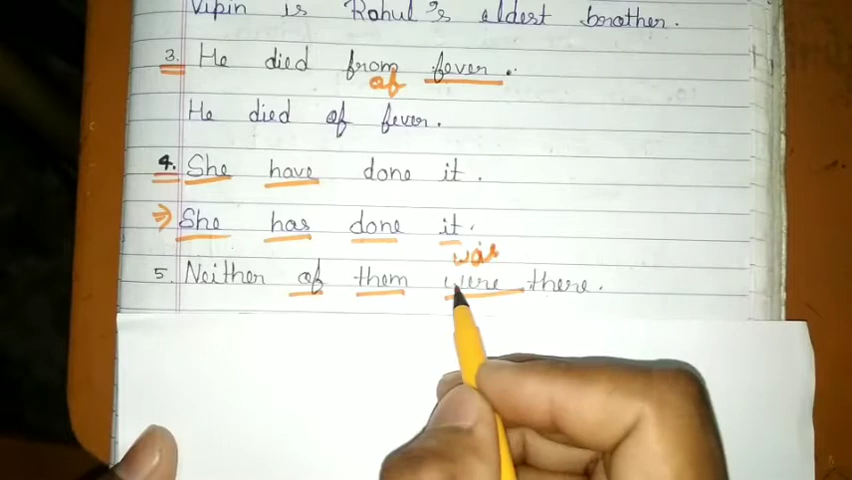 Vipin is Rahul's eldest brother.
3. He died from fever.
of
He died of fever.
4. She have done it.
⇒ She has done it.
was
5. Neither of them were there.